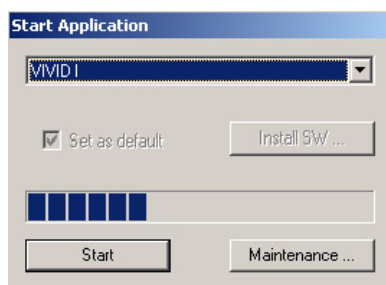 Start Application
VIVID I
Set as default
Install SW ...
Start
Maintenance ...